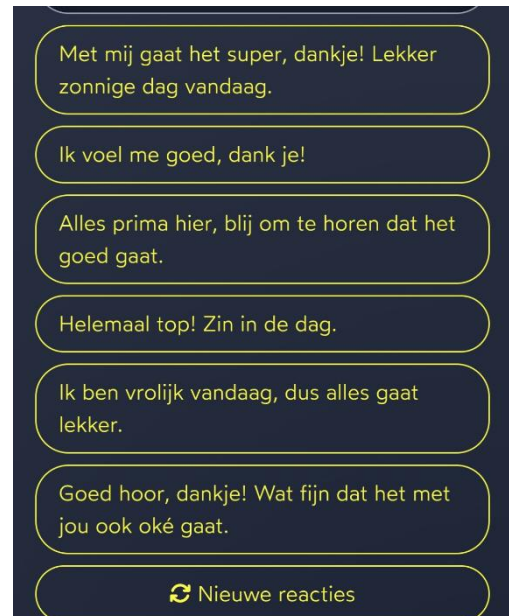 Met mij gaat het super, dankje! Lekker
zonnige dag vandaag.
Ik voel me goed, dank je!
Alles prima hier, blij om te horen dat het
goed gaat.
Helemaal top! Zin in de dag.
Ik ben vrolijk vandaag, dus alles gaat
lekker.
Goed hoor, dankje! Wat fijn dat het met
jou ook oké gaat.
Nieuwe reacties